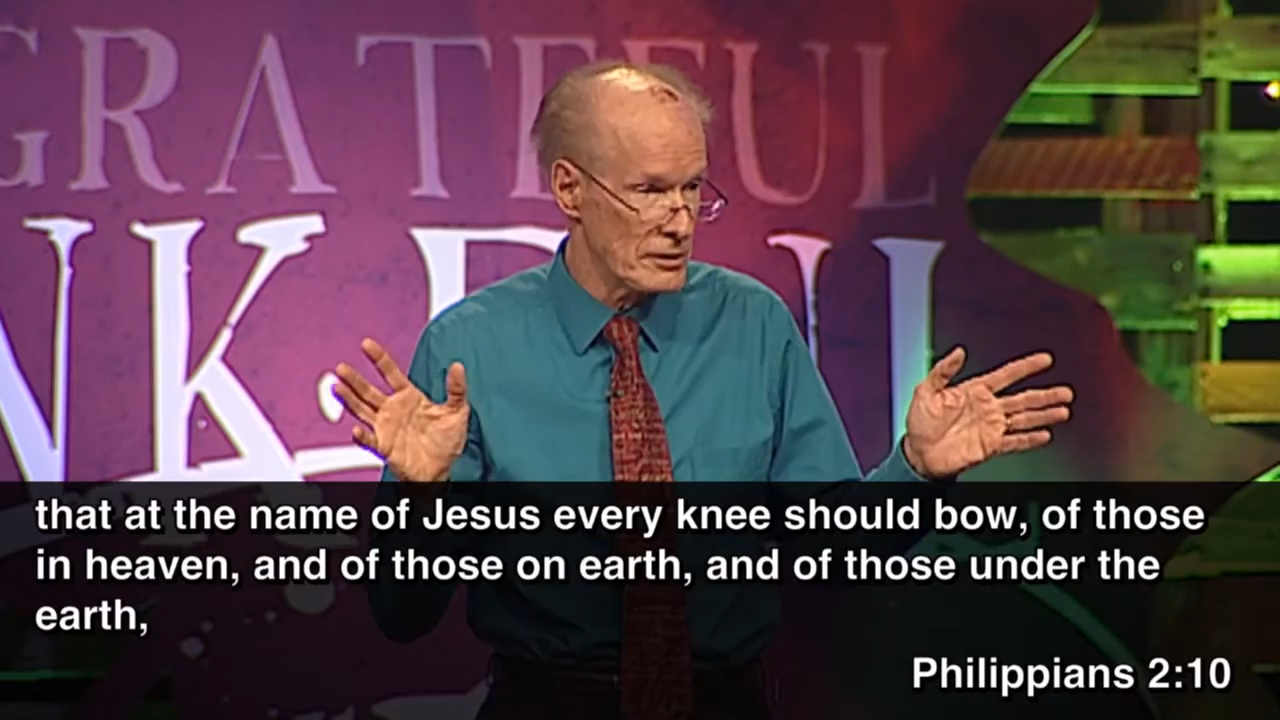 GRATEFUL
that at the name of Jesus every knee should bow, of those
in heaven, and of those on earth, and of those under the
earth,
Philippians 2:10